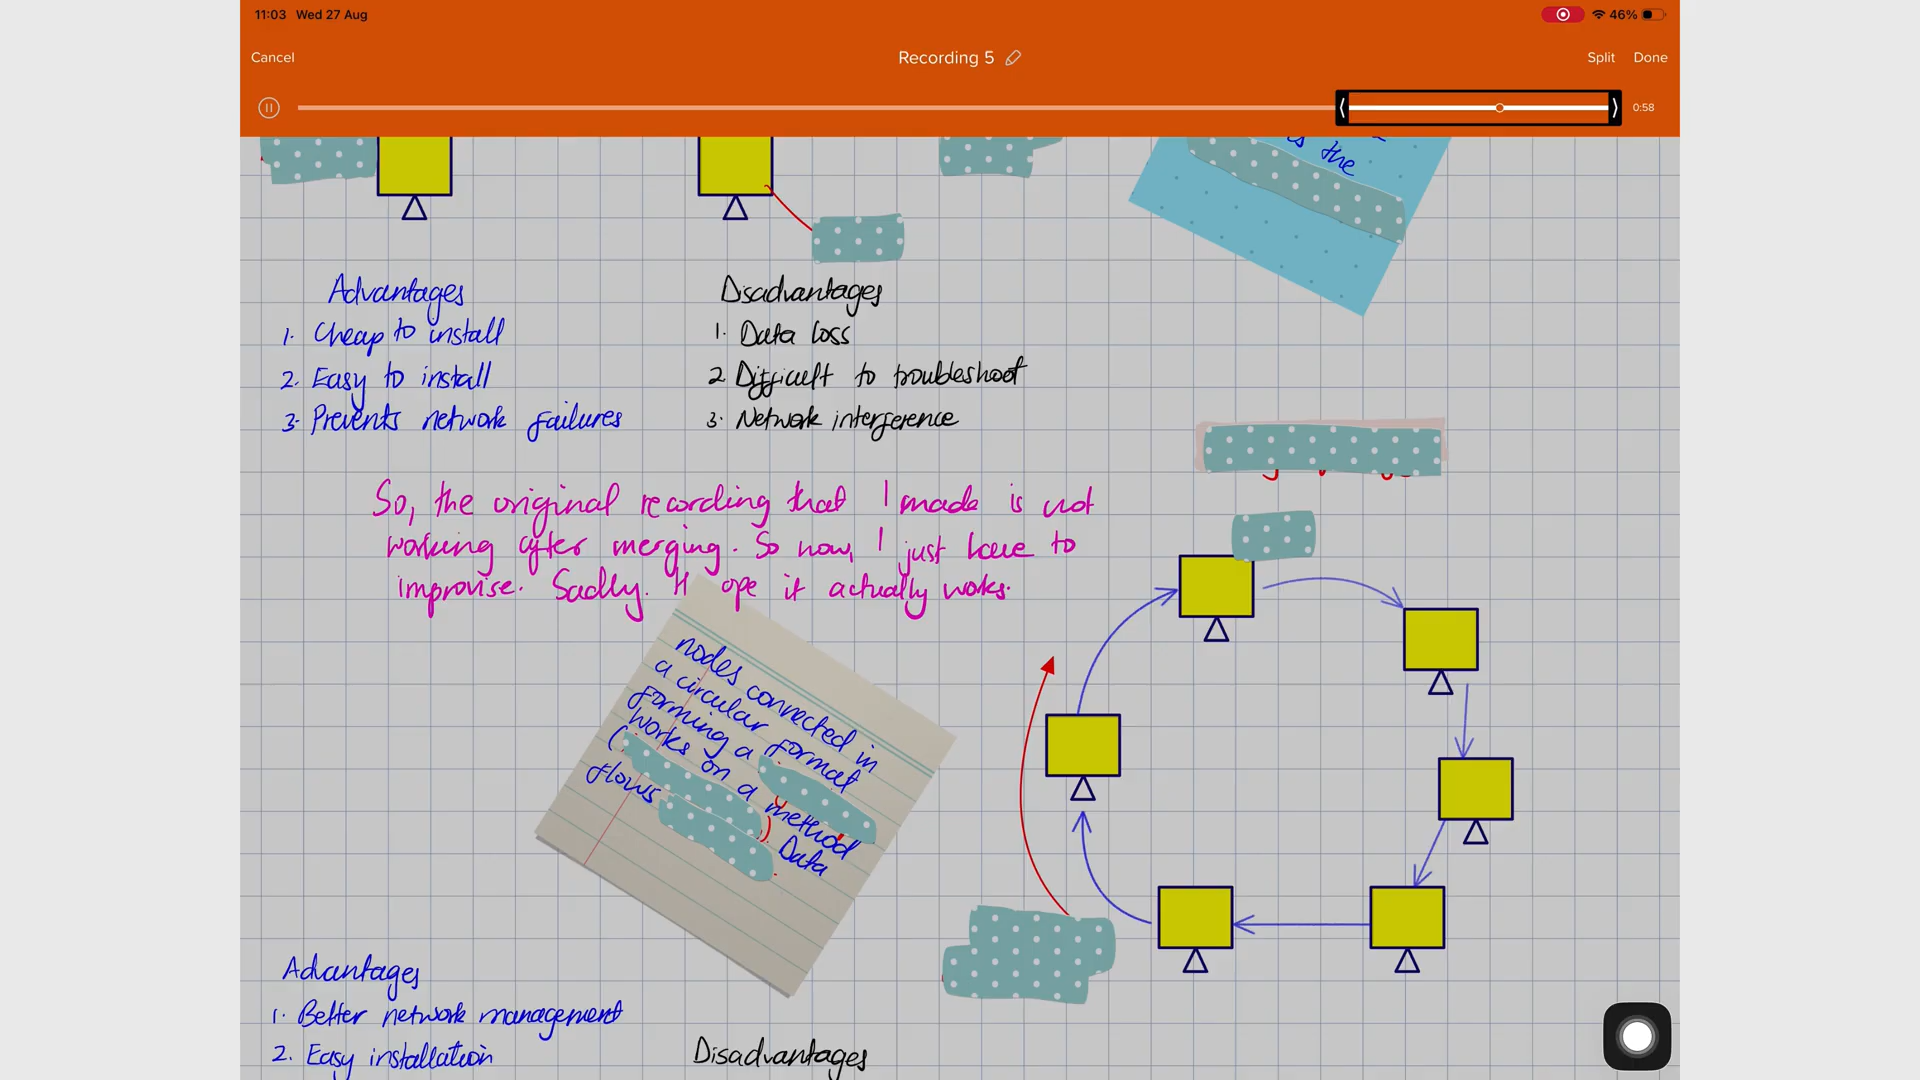 11:03 Wed 27 Aug
46%
Cancel
Recording 5
Split Done
0:58
the
Advantages
1. Cheap to install
2. Easy to install
3. Prevents network failures
Disadvantages
1. Data loss
2 Difficult to troubleshoot
3. Network interference
So, the original recording that I made is not
working after merging. So now, I just have to
improvise. Sadly. H ope it actually works.
nodes connected in
a circular format
forming a
works on a method
( ) Data
flows
Advantages
1. Better network management
2. Easy installation
Disadvantages